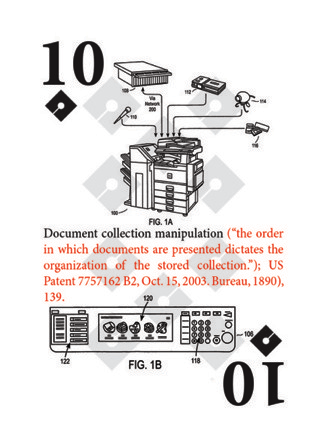 10
108
Via
Network
200
112
114
110
116
100
FIG. 1A
Document collection manipulation (“the order
in which documents are presented dictates the
organization of the stored collection.”); US
Patent 7757162 B2, Oct. 15, 2003. Bureau, 1890),
139.
120
106
122
118
FIG. 1B
10